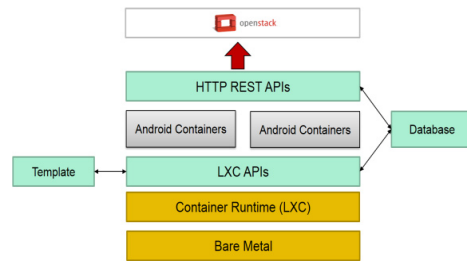 openstack
HTTP REST APIs
Android Containers
Android Containers
Database
Template
LXC APIs
Container Runtime (LXC)
Bare Metal